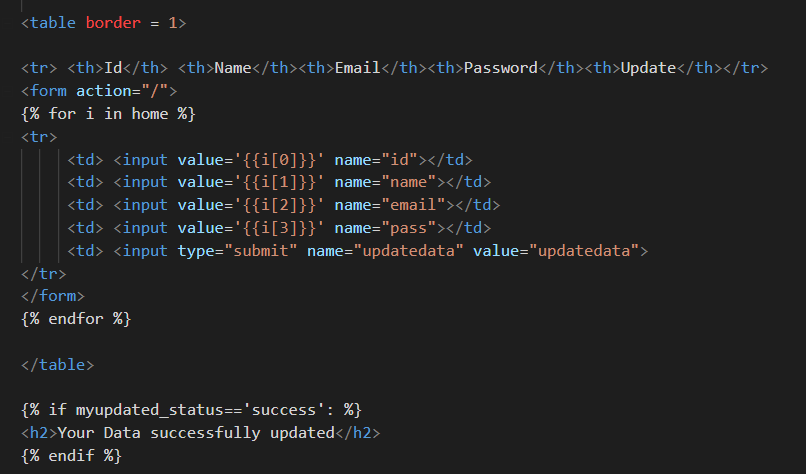 <table border = 1>
<tr> <th>Id</th> <th>Name</th><th>Email</th><th>Password</th><th>Update</th></tr>
<form action="/">
{% for i in home %}
<tr>
<td> <input value='{{i[0]}}' name="id"></td>
<td> <input value='{{i[1]}}' name="name"></td>
<td> <input value='{{i[2]}}' name="email"></td>
<td> <input value='{{i[3]}}' name="pass"></td>
<td> <input type="submit" name="updatedata" value="updatedata">
</tr>
</form>
{% endfor %}
</table>
{% if myupdated_status=='success': %}
<h2>Your Data successfully updated</h2>
{% endif %}